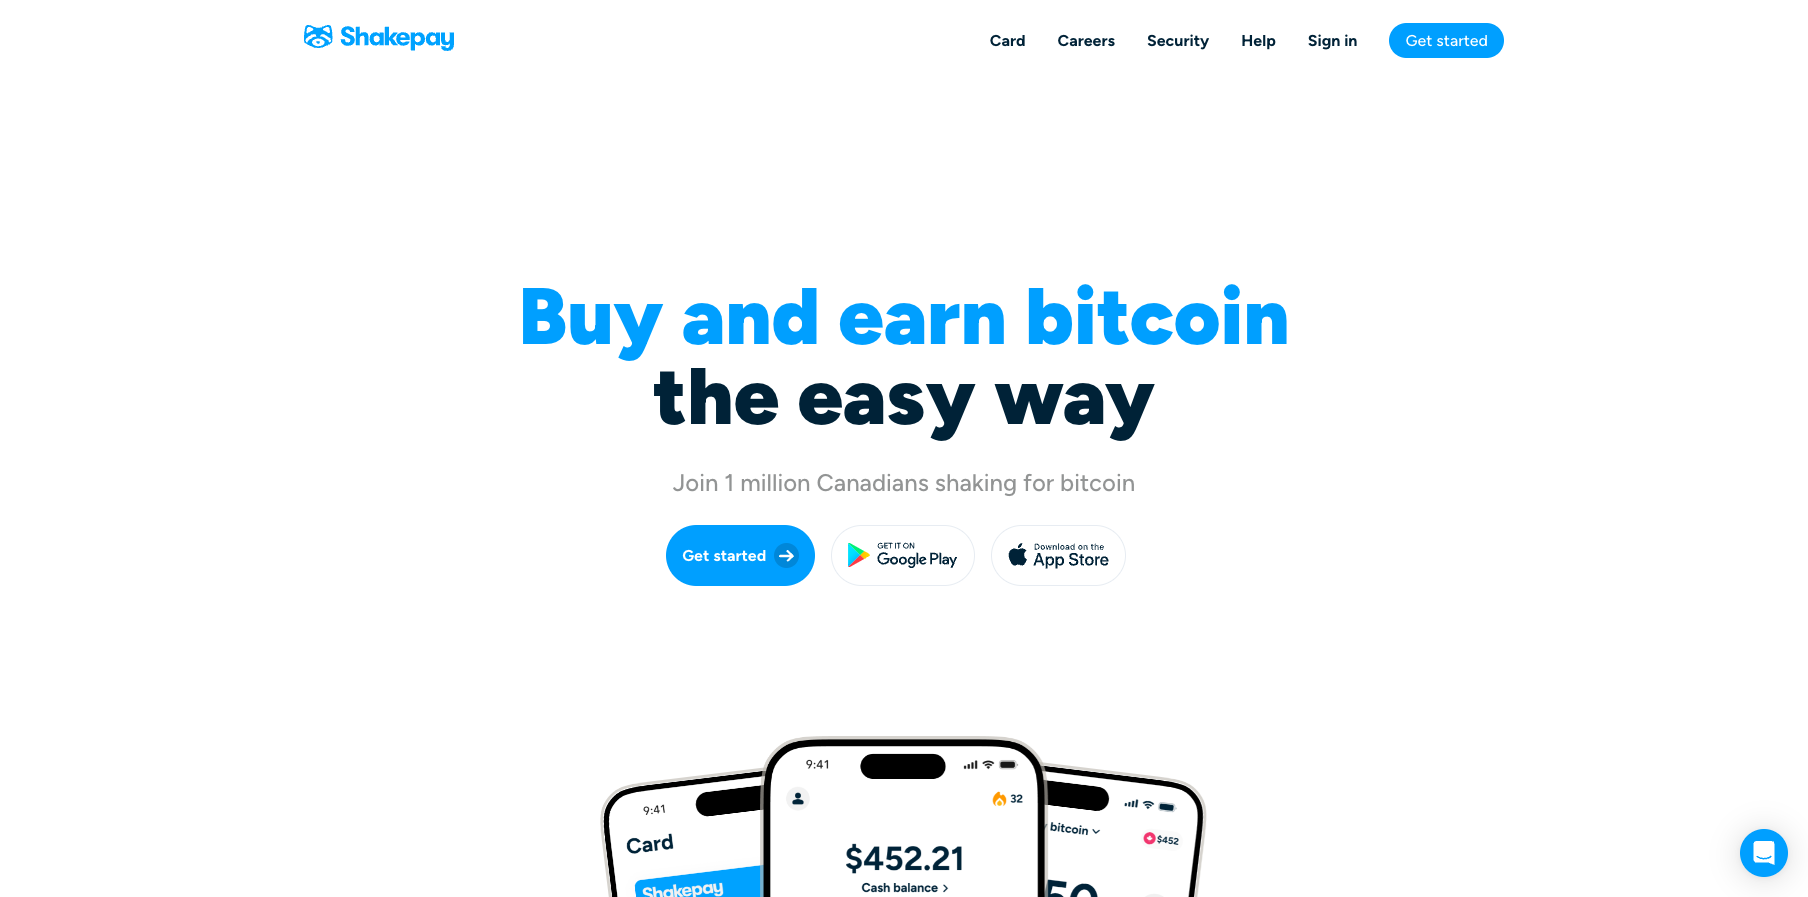 Shakepay
Card
Careers
Security
Help
Sign in
Get started
Buy and earn bitcoin
the easy way
Join 1 million Canadians shaking for bitcoin
Get started
GET IT ON
Google Play
Download on the
App Store
9:41
Card
Shakepay
9:41
32
$452.21
Cash balance
bitcoin
$452
50